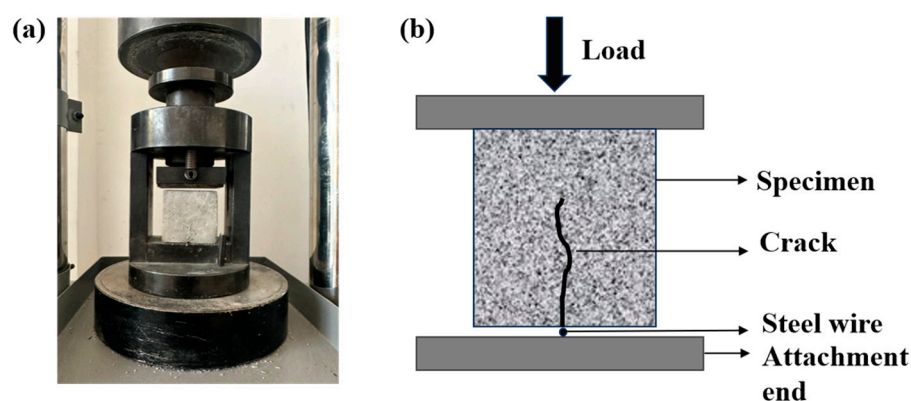 (a)
(b)
Load
Specimen
Crack
Steel wire
Attachment
end